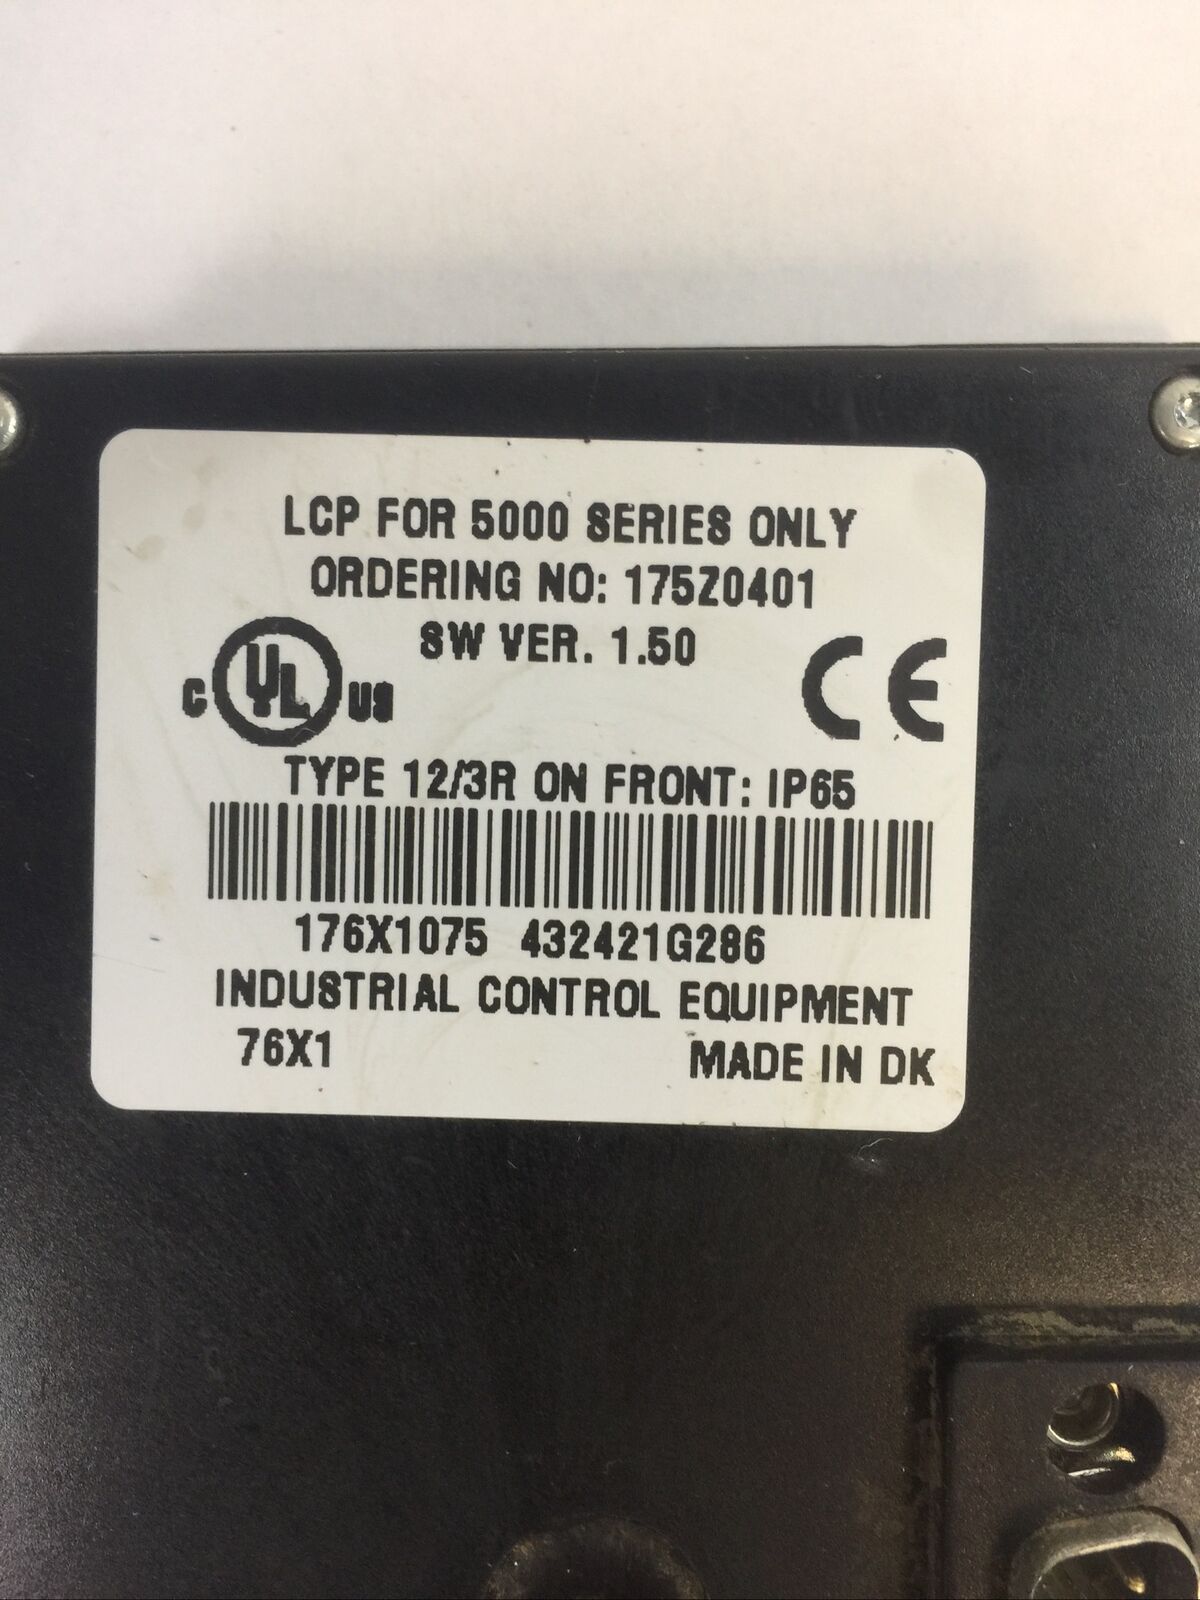 LCP FOR 5000 SERIES ONLY
ORDERING NO: 175Z0401
SW VER. 1.50
C UL US
CE
TYPE 12/3R ON FRONT: IP65
176X1075 432421G286
INDUSTRIAL CONTROL EQUIPMENT
76X1 MADE IN DK